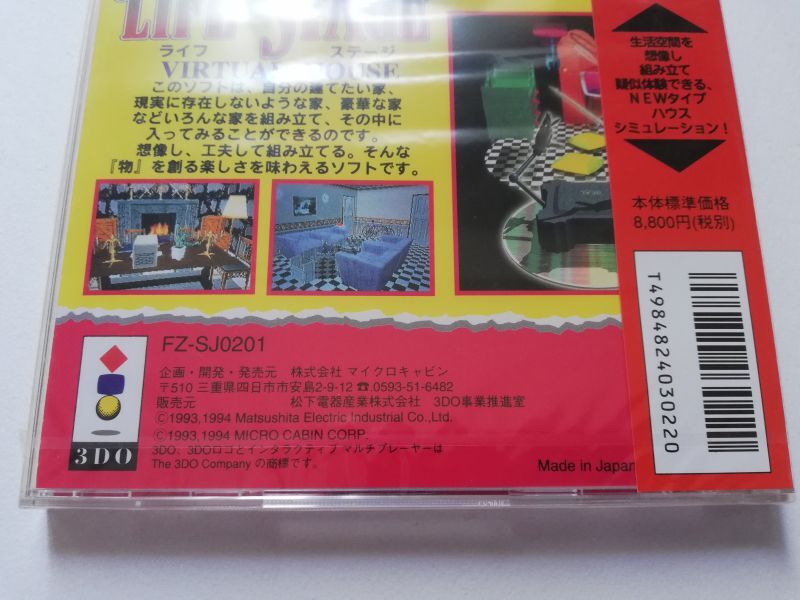 LIFE STAGE
ライフ ステージ
VIRTUAL HOUSE
このソフトは、自分の建てたい家、
現実に存在しないような家、豪華な家
などいろんな家を組み立て、その中に
入ってみることができるのです。
想像し、工夫して組み立てる。そんな
『物』を創る楽しさを味わえるソフトです。
生活空間を
想像し
組み立て
疑似体験できる、
NEWタイプ
ハウス
シミュレーション!
本体標準価格
8,800円(税別)
T4984824030220
FZ-SJ0201
企画・開発・発売元 株式会社 マイクロキャビン
〒510 三重県四日市市安島2-9-12 ☎.0593-51-6482
販売元 松下電器産業株式会社 3DO事業推進室
©1993,1994 Matsushita Electric Industrial Co.,Ltd.
©1993,1994 MICRO CABIN CORP.
3DO、3DOロゴとインタラクティブ マルチプレーヤーは
The 3DO Company の商標です。
3DO
Made in Japan